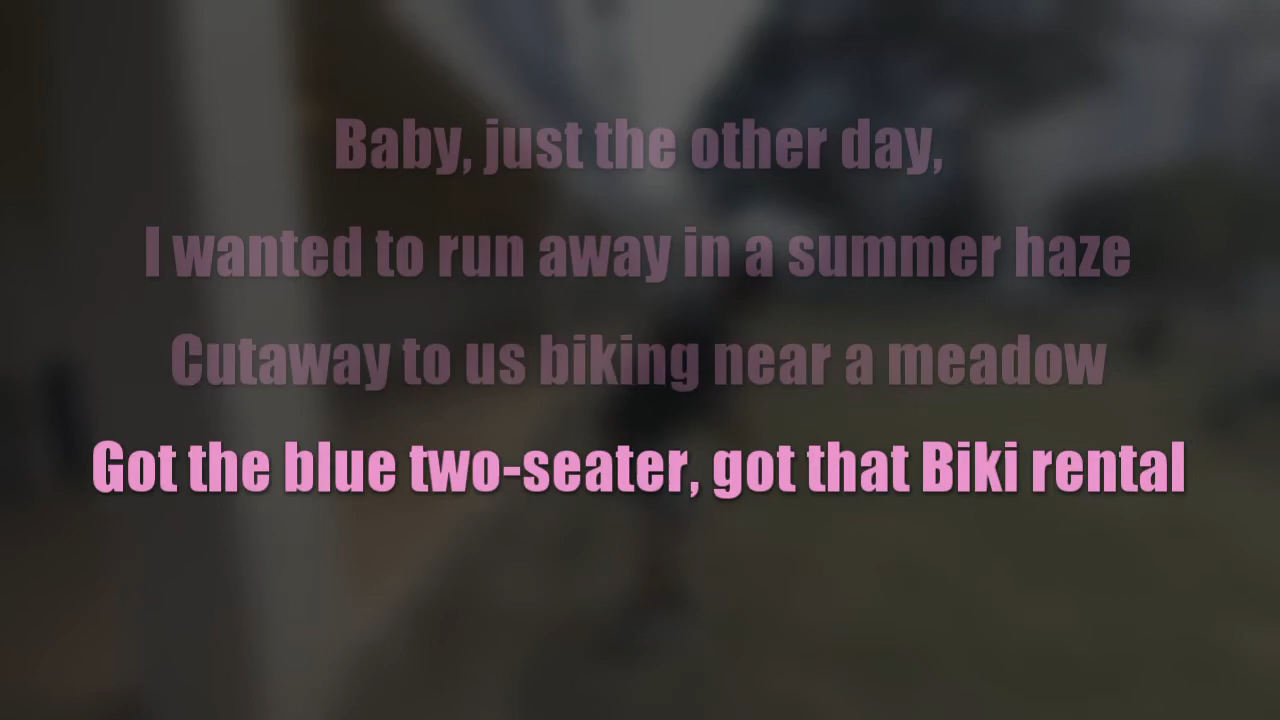 Baby, just the other day,
I wanted to run away in a summer haze
Cutaway to us biking near a meadow
Got the blue two-seater, got that Biki rental